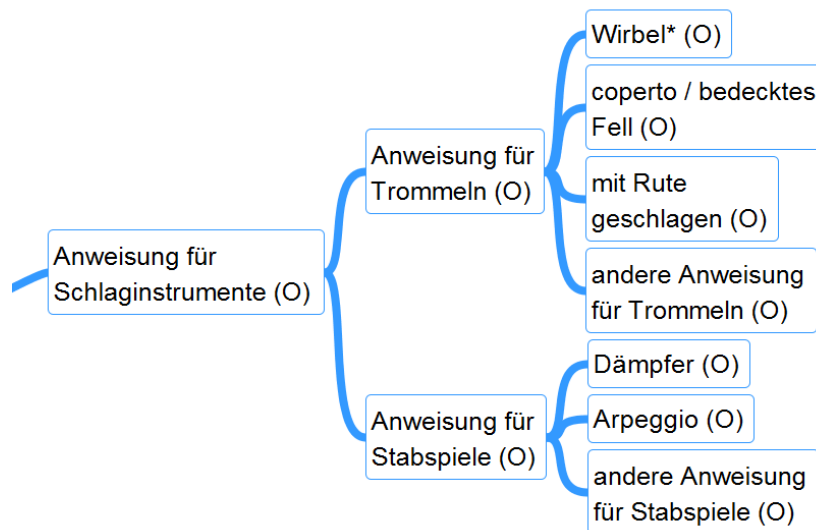 Anweisung für
Schlaginstrumente (O)
Anweisung für
Trommeln (O)
Wirbel* (O)
coperto / bedecktes
Fell (O)
mit Rute
geschlagen (O)
andere Anweisung
für Trommeln (O)
Anweisung für
Stabspiele (O)
Dämpfer (O)
Arpeggio (O)
andere Anweisung
für Stabspiele (O)